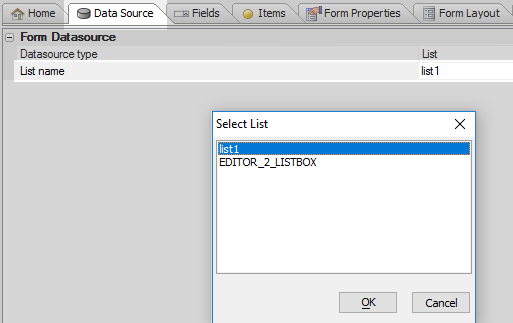 Home Data Source Fields Items Form Properties Form Layout
Form Datasource
Datasource type List
List name list1
Select List
list1
EDITOR_2_LISTBOX
OK Cancel